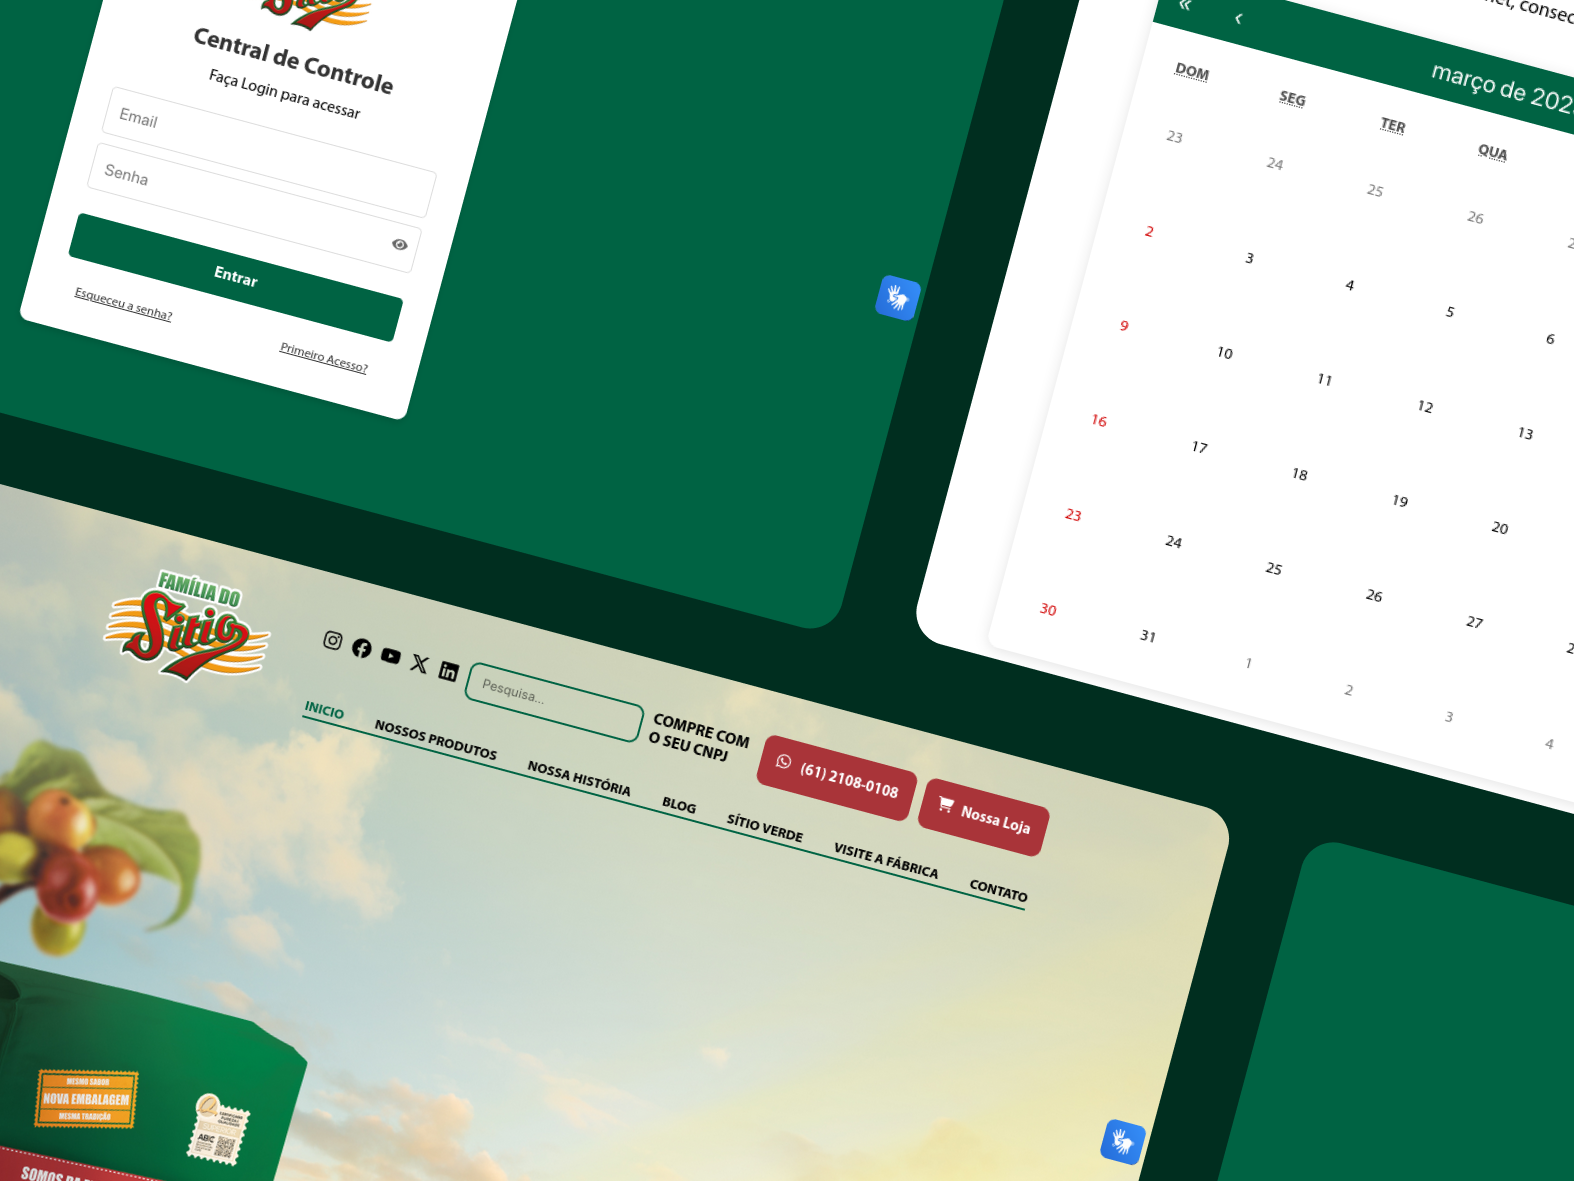 Central de Controle
Faça Login para acessar
Email
Senha
Entrar
Esqueceu a senha?
Primeiro Acesso?
março de 202
DOM SEG TER QUA
23 24 25 26
2 3 4 5 6
9 10 11 12 13
16 17 18 19 20
23 24 25 26 27
30 31 1 2 3 4
FAMÍLIA DO
Sítio
Pesquisa...
COMPRE COM
O SEU CNPJ
(61) 2108-0108
Nossa Loja
INICIO NOSSOS PRODUTOS NOSSA HISTÓRIA BLOG SÍTIO VERDE VISITE A FÁBRICA CONTATO
MESMO SABOR
NOVA EMBALAGEM
MESMA TRADIÇÃO
ABIC
SOMOS DA